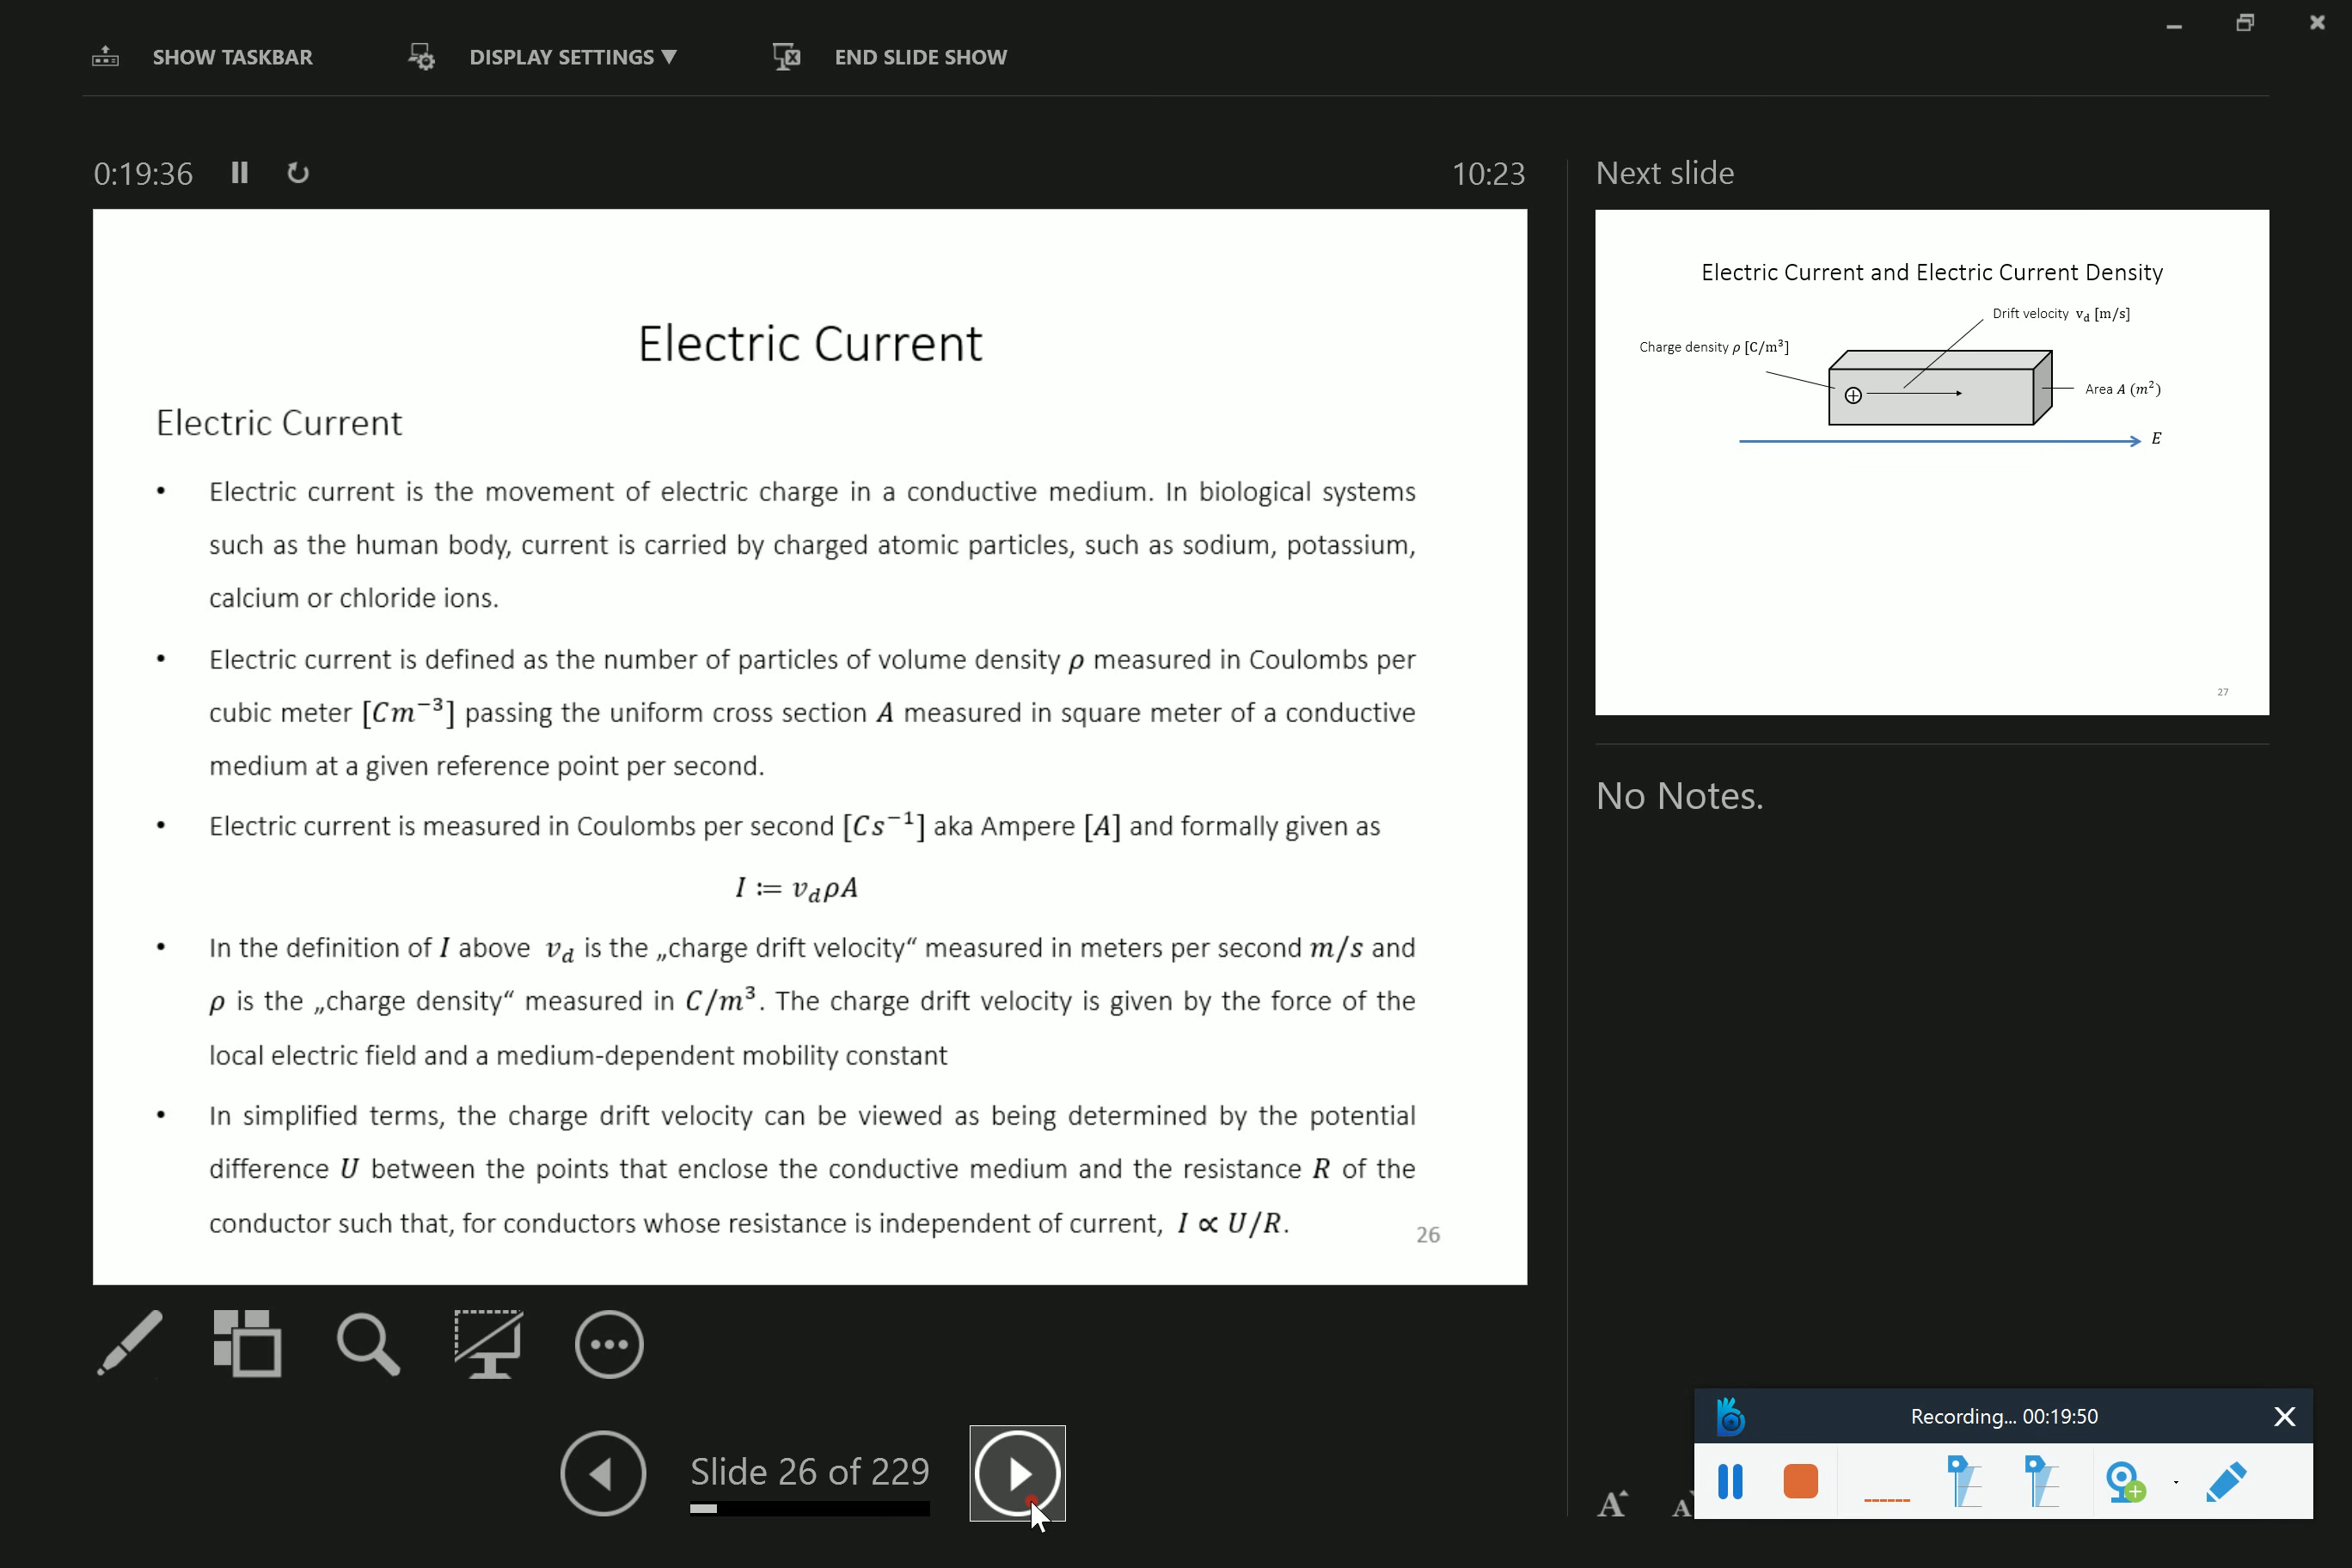 SHOW TASKBAR
DISPLAY SETTINGS ▼
END SLIDE SHOW
0:19:36
10:23
Electric Current
Electric Current
• Electric current is the movement of electric charge in a conductive medium. In biological systems
such as the human body, current is carried by charged atomic particles, such as sodium, potassium,
calcium or chloride ions.
• Electric current is defined as the number of particles of volume density ρ measured in Coulombs per
cubic meter [Cm⁻³] passing the uniform cross section A measured in square meter of a conductive
medium at a given reference point per second.
• Electric current is measured in Coulombs per second [Cs⁻¹] aka Ampere [A] and formally given as
I ≔ v_d ρA
• In the definition of I above v_d is the „charge drift velocity“ measured in meters per second m/s and
ρ is the „charge density“ measured in C/m³. The charge drift velocity is given by the force of the
local electric field and a medium-dependent mobility constant
• In simplified terms, the charge drift velocity can be viewed as being determined by the potential
difference U between the points that enclose the conductive medium and the resistance R of the
conductor such that, for conductors whose resistance is independent of current, I ∝ U/R.
26
Slide 26 of 229
Next slide
Electric Current and Electric Current Density
Drift velocity v_d [m/s]
Charge density ρ [C/m³]
Area A (m²)
E
27
No Notes.
A
A
Recording... 00:19:50